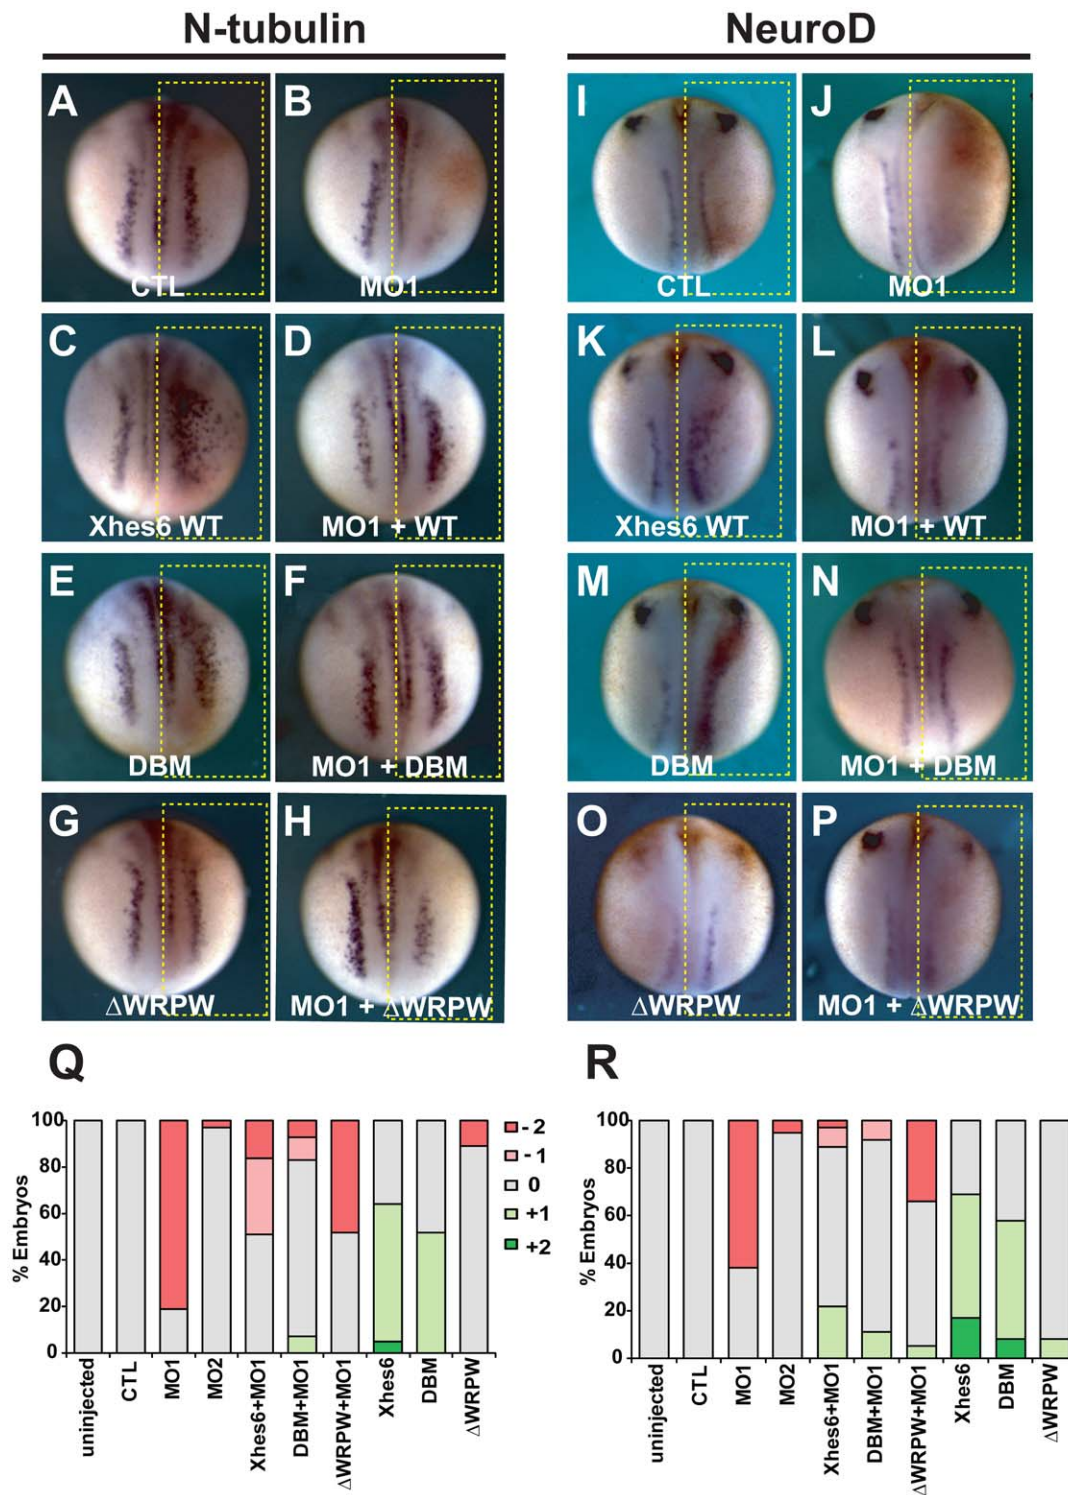 N-tubulin NeuroD
A B I J
CTL MO1 CTL MO1
C D K L
Xhes6 WT MO1 + WT Xhes6 WT MO1 + WT
E F M N
DBM MO1 + DBM DBM MO1 + DBM
G H O P
ΔWRPW MO1 + ΔWRPW ΔWRPW MO1 + ΔWRPW
Q
% Embryos
100
80
60
40
20
0
uninjected
CTL
MO1
MO2
Xhes6+MO1
DBM+MO1
ΔWRPW+MO1
Xhes6
DBM
ΔWRPW
- 2
- 1
0
+1
+2
R
% Embryos
100
80
60
40
20
0
uninjected
CTL
MO1
MO2
Xhes6+MO1
DBM+MO1
ΔWRPW+MO1
Xhes6
DBM
ΔWRPW